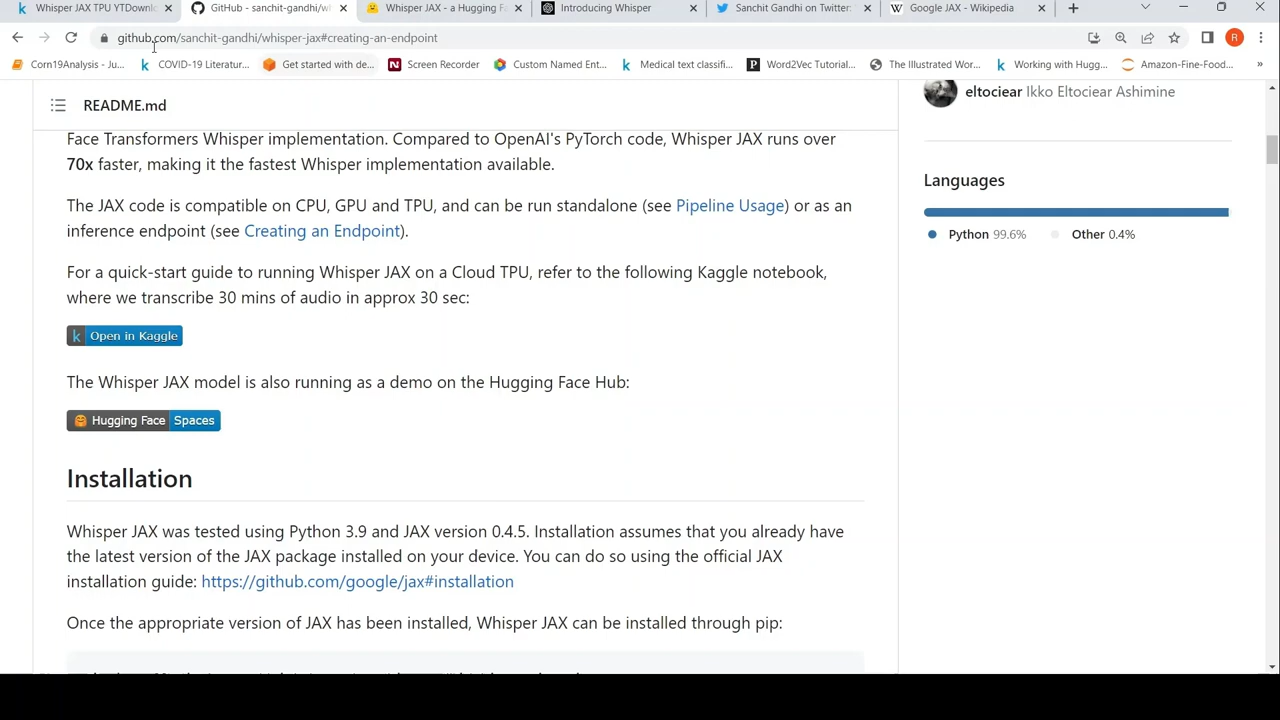 Whisper JAX TPU YTDownl
GitHub - sanchit-gandhi/wh
Whisper JAX - a Hugging F
Introducing Whisper
Sanchit Gandhi on Twitter:
Google JAX - Wikipedia
github.com/sanchit-gandhi/whisper-jax#creating-an-endpoint
R
Corn19Analysis - Ju...
COVID-19 Literatur...
Get started with de...
Screen Recorder
Custom Named Ent...
Medical text classifi...
Word2Vec Tutorial...
The Illustrated Wor...
Working with Hugg...
Amazon-Fine-Food...
README.md
eltociear Ikko Eltociear Ashimine
Face Transformers Whisper implementation. Compared to OpenAI's PyTorch code, Whisper JAX runs over
70x faster, making it the fastest Whisper implementation available.
The JAX code is compatible on CPU, GPU and TPU, and can be run standalone (see Pipeline Usage) or as an
inference endpoint (see Creating an Endpoint).
For a quick-start guide to running Whisper JAX on a Cloud TPU, refer to the following Kaggle notebook,
where we transcribe 30 mins of audio in approx 30 sec:
k Open in Kaggle
The Whisper JAX model is also running as a demo on the Hugging Face Hub:
Hugging Face Spaces
Installation
Whisper JAX was tested using Python 3.9 and JAX version 0.4.5. Installation assumes that you already have
the latest version of the JAX package installed on your device. You can do so using the official JAX
installation guide: https://github.com/google/jax#installation
Once the appropriate version of JAX has been installed, Whisper JAX can be installed through pip:
Languages
Python 99.6%
Other 0.4%